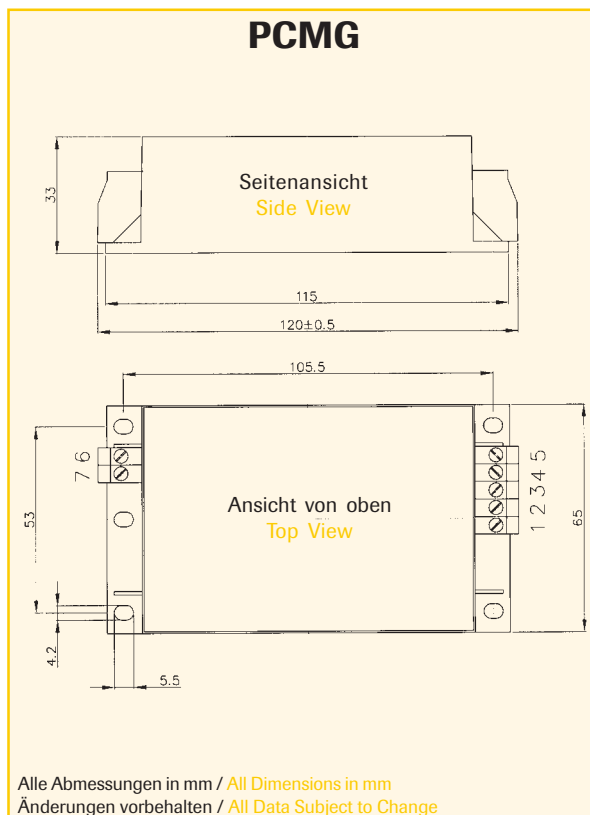 PCMG
33
Seitenansicht
Side View
115
120±0.5
105.5
7 6
53
Ansicht von oben
Top View
1 2 3 4 5
65
4.2
5.5
Alle Abmessungen in mm / All Dimensions in mm
Änderungen vorbehalten / All Data Subject to Change